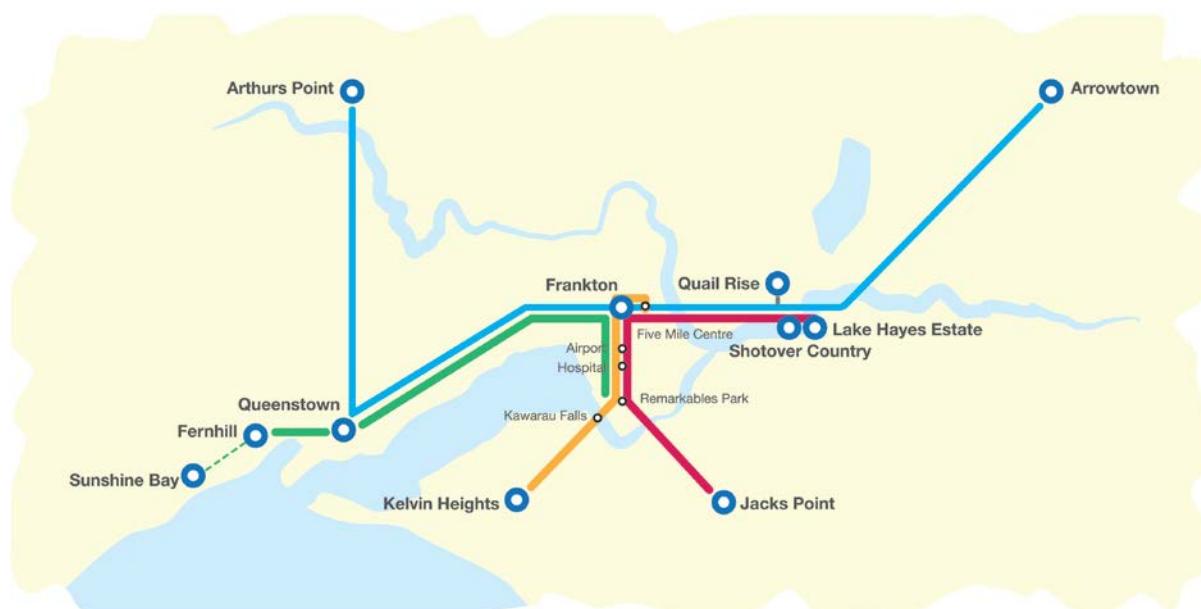 Arthurs Point
Arrowtown
Frankton
Quail Rise
Five Mile Centre
Lake Hayes Estate
Airport
Shotover Country
Hospital
Queenstown
Remarkables Park
Kawarau Falls
Fernhill
Sunshine Bay
Kelvin Heights
Jacks Point